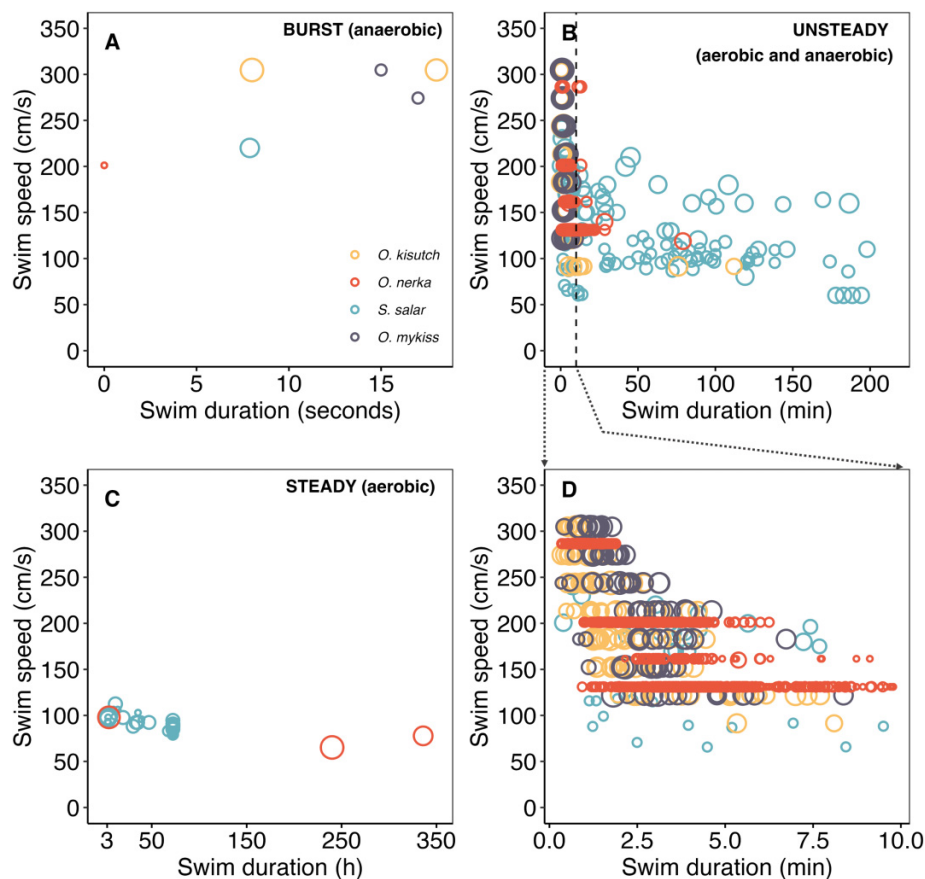 A
BURST (anaerobic)
350
300
250
200
150
100
50
0
Swim speed (cm/s)
O. kisutch
O. nerka
S. salar
O. mykiss
0 5 10 15
Swim duration (seconds)
B
UNSTEADY
(aerobic and anaerobic)
350
300
250
200
150
100
50
0
Swim speed (cm/s)
0 50 100 150 200
Swim duration (min)
C
STEADY (aerobic)
350
300
250
200
150
100
50
0
Swim speed (cm/s)
3 50 150 250 350
Swim duration (h)
D
350
300
250
200
150
100
50
0
Swim speed (cm/s)
0.0 2.5 5.0 7.5 10.0
Swim duration (min)